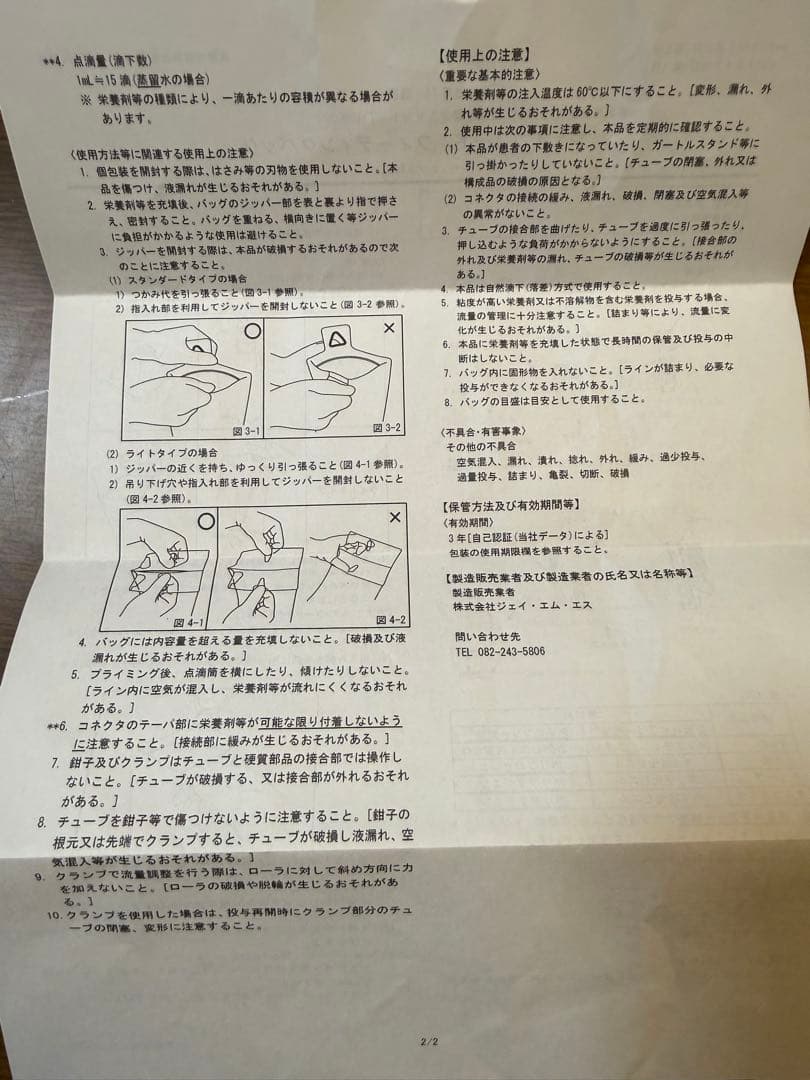 **4. 点滴量(滴下数)
1mL≒15滴(蒸留水の場合)
※ 栄養剤等の種類により、一滴あたりの容積が異なる場合が
あります。
〈使用方法等に関連する使用上の注意〉
1. 個包装を開封する際は、はさみ等の刃物を使用しないこと。[本
品を傷つけ、液漏れが生じるおそれがある。]
2. 栄養剤等を充填後、バッグのジッパー部を表と裏より指で押さ
え、密封すること。バッグを重ねる、横向きに置く等ジッパー
に負担がかかるような使用は避けること。
3. ジッパーを開封する際は、本品が破損するおそれがあるので次
のことに注意すること。
(1) スタンダードタイプの場合
1) つかみ代を引っ張ること(図3-1参照)。
2) 指入れ部を利用してジッパーを開封しないこと(図3-2参照)。
○
×
図3-1
図3-2
(2) ライトタイプの場合
1) ジッパーの近くを持ち、ゆっくり引っ張ること(図4-1参照)。
2) 吊り下げ穴や指入れ部を利用してジッパーを開封しないこと
(図4-2参照)。
○
×
図4-1
図4-2
4. バッグには内容量を超える量を充填しないこと。[破損及び液
漏れが生じるおそれがある。]
5. プライミング後、点滴筒を横にしたり、傾けたりしないこと。
[ライン内に空気が混入し、栄養剤等が流れにくくなるおそれ
がある。]
**6. コネクタのテーパ部に栄養剤等が可能な限り付着しないよう
に注意すること。[接続部に緩みが生じるおそれがある。]
7. 鉗子及びクランプはチューブと硬質部品の接合部では操作し
ないこと。[チューブが破損する、又は接合部が外れるおそれ
がある。]
8. チューブを鉗子等で傷つけないように注意すること。[鉗子の
根元又は先端でクランプすると、チューブが破損し液漏れ、空
気混入等が生じるおそれがある。]
9. クランプで流量調整を行う際は、ローラに対して斜め方向に力
を加えないこと。[ローラの破損や脱輪が生じるおそれがあ
る。]
10. クランプを使用した場合は、投与再開時にクランプ部分のチュ
ーブの閉塞、変形に注意すること。
【使用上の注意】
〈重要な基本的注意〉
1. 栄養剤等の注入温度は60℃以下にすること。[変形、漏れ、外
れ等が生じるおそれがある。]
2. 使用中は次の事項に注意し、本品を定期的に確認すること。
(1) 本品が患者の下敷きになっていたり、ガートルスタンド等に
引っ掛かったりしていないこと。[チューブの閉塞、外れ又は
構成品の破損の原因となる。]
(2) コネクタの接続の緩み、液漏れ、破損、閉塞及び空気混入等
の異常がないこと。
3. チューブの接合部を曲げたり、チューブを過度に引っ張ったり、
押し込むような負荷がかからないようにすること。[接合部の
外れ及び栄養剤等の漏れ、チューブの破損等が生じるおそれが
ある。]
4. 本品は自然滴下(落差)方式で使用すること。
5. 粘度が高い栄養剤又は不溶解物を含む栄養剤を投与する場合、
流量の管理に十分注意すること。[詰まり等により、流量に変
化が生じるおそれがある。]
6. 本品に栄養剤等を充填した状態で長時間の保管及び投与の中
断はしないこと。
7. バッグ内に固形物を入れないこと。[ラインが詰まり、必要な
投与ができなくなるおそれがある。]
8. バッグの目盛は目安として使用すること。
〈不具合・有害事象〉
その他の不具合
空気混入、漏れ、潰れ、捻れ、外れ、緩み、過少投与、
過量投与、詰まり、亀裂、切断、破損
【保管方法及び有効期間等】
〈有効期間〉
3年[自己認証(当社データ)による]
包装の使用期限欄を参照すること、
【製造販売業者及び製造業者の氏名又は名称等】
製造販売業者
株式会社ジェイ・エム・エス
問い合わせ先
TEL 082-243-5806
2/2